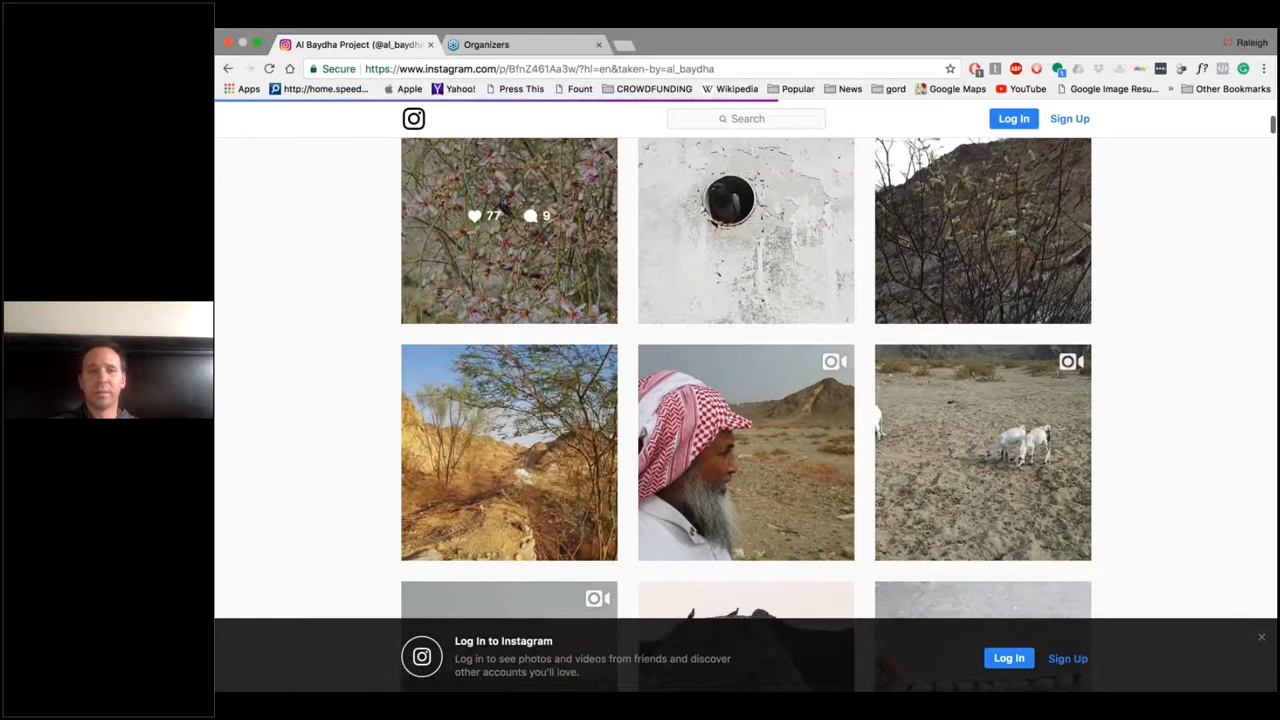 Al Baydha Project (@al_baydha
Organizers
Raleigh
Secure
https://www.instagram.com/p/BfnZ461Aa3w/?hl=en&taken-by=al_baydha
Apps
http://home.speed...
Apple
Yahoo!
Press This
Fount
CROWDFUNDING
Wikipedia
Popular
News
gord
Google Maps
YouTube
Google Image Resu...
»
Other Bookmarks
Search
Log In
Sign Up
77
9
Log In to Instagram
Log in to see photos and videos from friends and discover
other accounts you'll love.
Log In
Sign Up